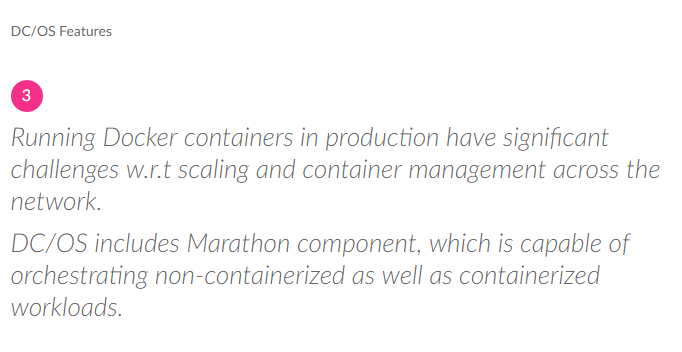 DC/OS Features
3
Running Docker containers in production have significant
challenges w.r.t scaling and container management across the
network.
DC/OS includes Marathon component, which is capable of
orchestrating non-containerized as well as containerized
workloads.